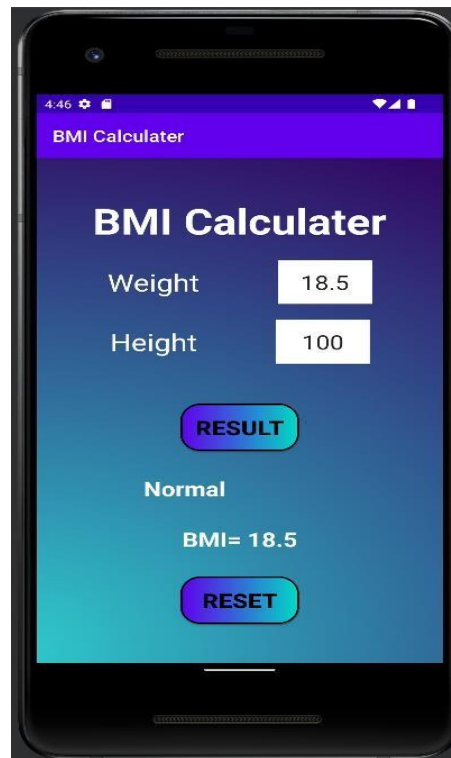 4:46
BMI Calculater
BMI Calculater
Weight 18.5
Height 100
RESULT
Normal
BMI= 18.5
RESET